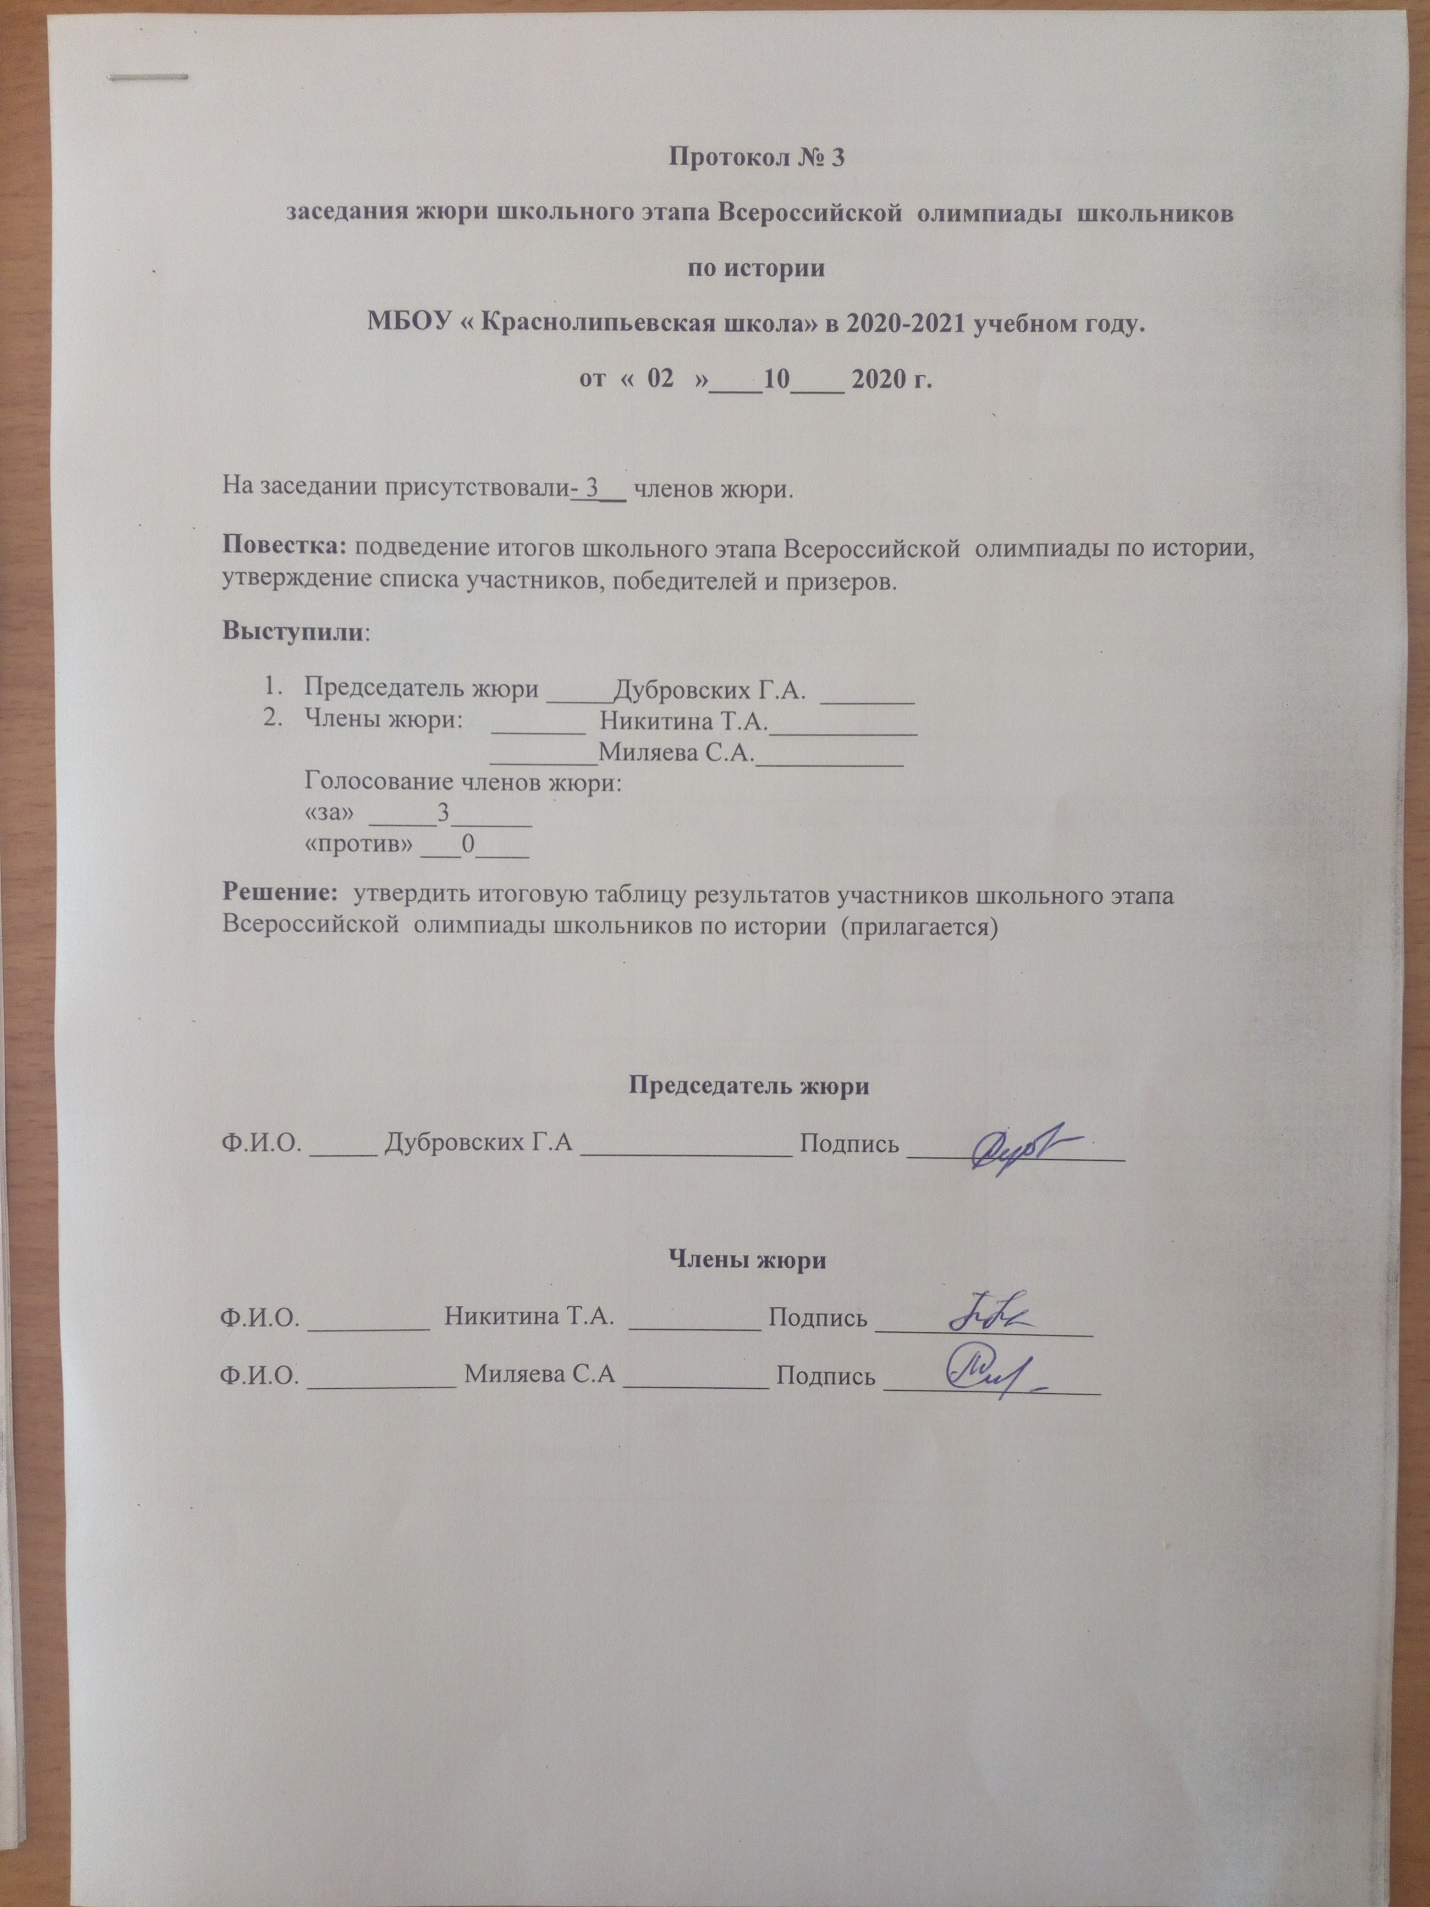 Протокол № 3
заседания жюри школьного этапа Всероссийской олимпиады школьников
по истории
МБОУ « Краснолипьевская школа» в 2020-2021 учебном году.
от « 02 »____10____ 2020 г.
На заседании присутствовали- 3__ членов жюри.
Повестка: подведение итогов школьного этапа Всероссийской олимпиады по истории,
утверждение списка участников, победителей и призеров.
Выступили:
1. Председатель жюри _____Дубровских Г.А. _______
2. Члены жюри: _______ Никитина Т.А.___________
________Миляева С.А.___________
Голосование членов жюри:
«за» _____3______
«против» ___0____
Решение: утвердить итоговую таблицу результатов участников школьного этапа
Всероссийской олимпиады школьников по истории (прилагается)
Председатель жюри
Ф.И.О. _____ Дубровских Г.А ________________ Подпись ________________
Члены жюри
Ф.И.О. _________ Никитина Т.А. __________ Подпись ________________
Ф.И.О. ___________ Миляева С.А ___________ Подпись ________________